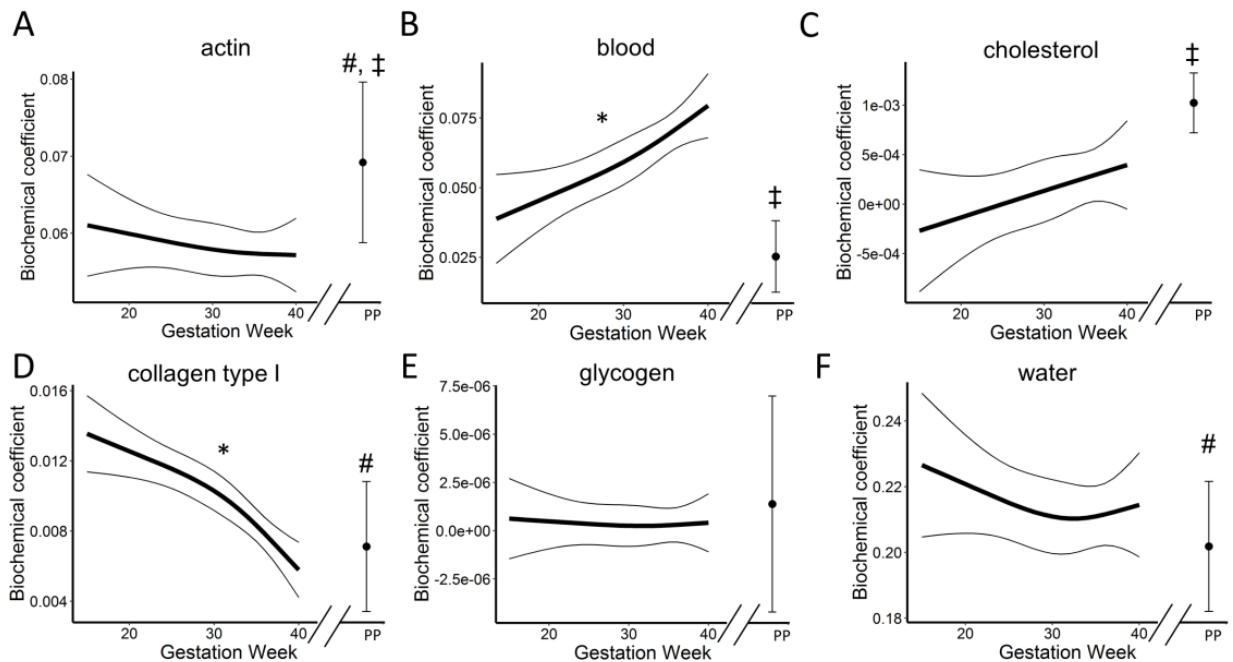 A
actin
#, ‡
Biochemical coefficient
0.08
0.07
0.06
20
30
40
PP
Gestation Week
B
blood
*
‡
Biochemical coefficient
0.075
0.050
0.025
20
30
40
PP
Gestation Week
C
cholesterol
‡
Biochemical coefficient
1e-03
5e-04
0e+00
-5e-04
20
30
40
PP
Gestation Week
D
collagen type I
*
#
Biochemical coefficient
0.016
0.012
0.008
0.004
20
30
40
PP
Gestation Week
E
glycogen
Biochemical coefficient
7.5e-06
5.0e-06
2.5e-06
0.0e+00
-2.5e-06
20
30
40
PP
Gestation Week
F
water
#
Biochemical coefficient
0.24
0.22
0.20
0.18
20
30
40
PP
Gestation Week